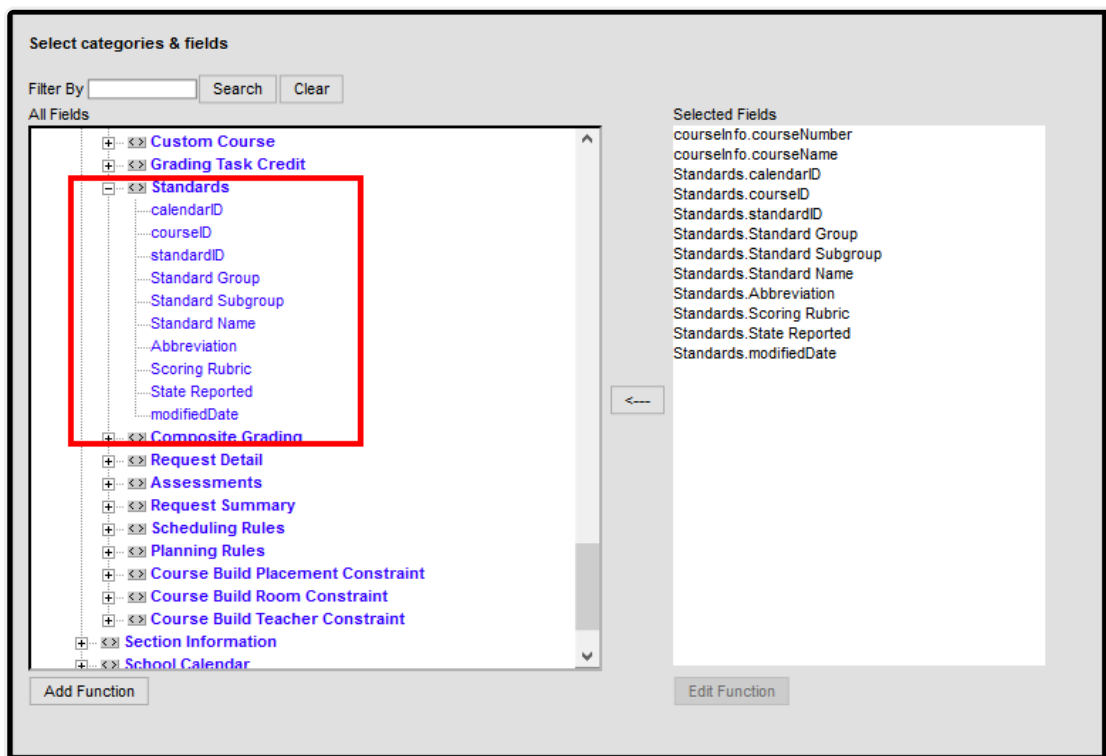 Select categories & fields
Filter By Search Clear
All Fields
Custom Course
Grading Task Credit
Standards
calendarID
courseID
standardID
Standard Group
Standard Subgroup
Standard Name
Abbreviation
Scoring Rubric
State Reported
modifiedDate
Composite Grading
Request Detail
Assessments
Request Summary
Scheduling Rules
Planning Rules
Course Build Placement Constraint
Course Build Room Constraint
Course Build Teacher Constraint
Section Information
School Calendar
Add Function
<---
Selected Fields
courseInfo.courseNumber
courseInfo.courseName
Standards.calendarID
Standards.courseID
Standards.standardID
Standards.Standard Group
Standards.Standard Subgroup
Standards.Standard Name
Standards.Abbreviation
Standards.Scoring Rubric
Standards.State Reported
Standards.modifiedDate
Edit Function